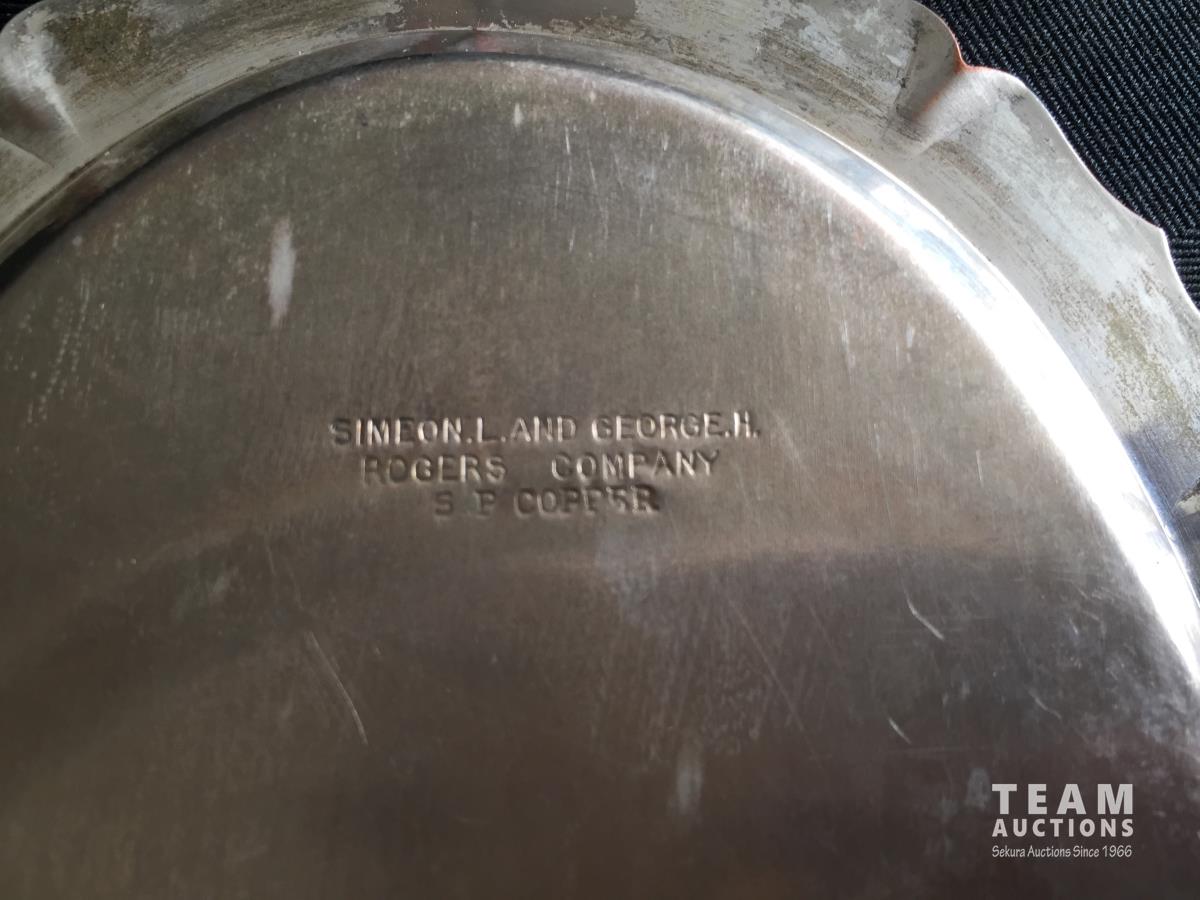 SIMEON.L.AND GEORGE.H.
ROGERS COMPANY
S P COPPER
TEAM
AUCTIONS
Sekura Auctions Since 1966